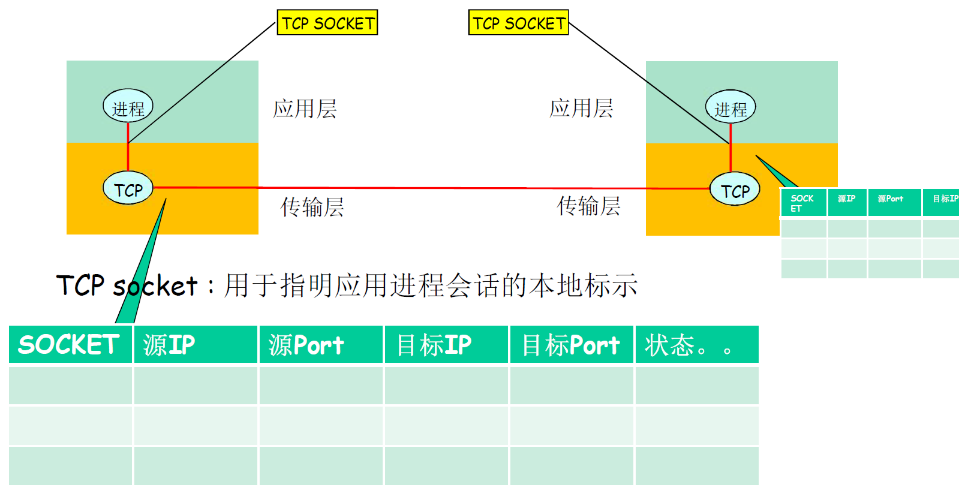 TCP SOCKET
TCP SOCKET
进程
应用层
应用层
进程
TCP
传输层
传输层
TCP
SOCK
ET
源IP
源Port
目标IP
TCP socket：用于指明应用进程会话的本地标示
SOCKET
源IP
源Port
目标IP
目标Port
状态。。